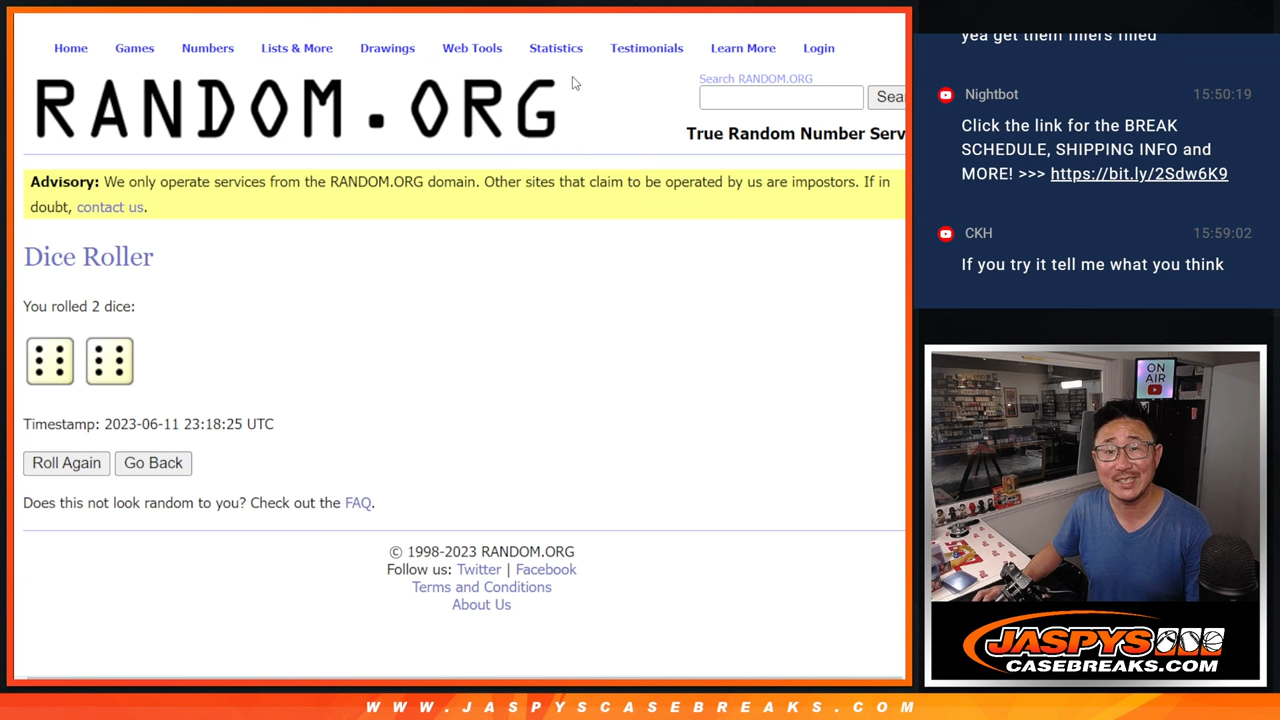 Home Games Numbers Lists & More Drawings Web Tools Statistics Testimonials Learn More Login
RANDOM.ORG
Search RANDOM.ORG
Sear
True Random Number Serv
Advisory: We only operate services from the RANDOM.ORG domain. Other sites that claim to be operated by us are impostors. If in
doubt, contact us.
Dice Roller
You rolled 2 dice:
Timestamp: 2023-06-11 23:18:25 UTC
Roll Again Go Back
Does this not look random to you? Check out the FAQ.
© 1998-2023 RANDOM.ORG
Follow us: Twitter | Facebook
Terms and Conditions
About Us
yea get them fillers filled
Nightbot 15:50:19
Click the link for the BREAK
SCHEDULE, SHIPPING INFO and
MORE! >>> https://bit.ly/2Sdw6K9
CKH 15:59:02
If you try it tell me what you think
ON
AIR
JASPYS
CASEBREAKS.COM
WWW.JASPYSCASEBREAKS.COM